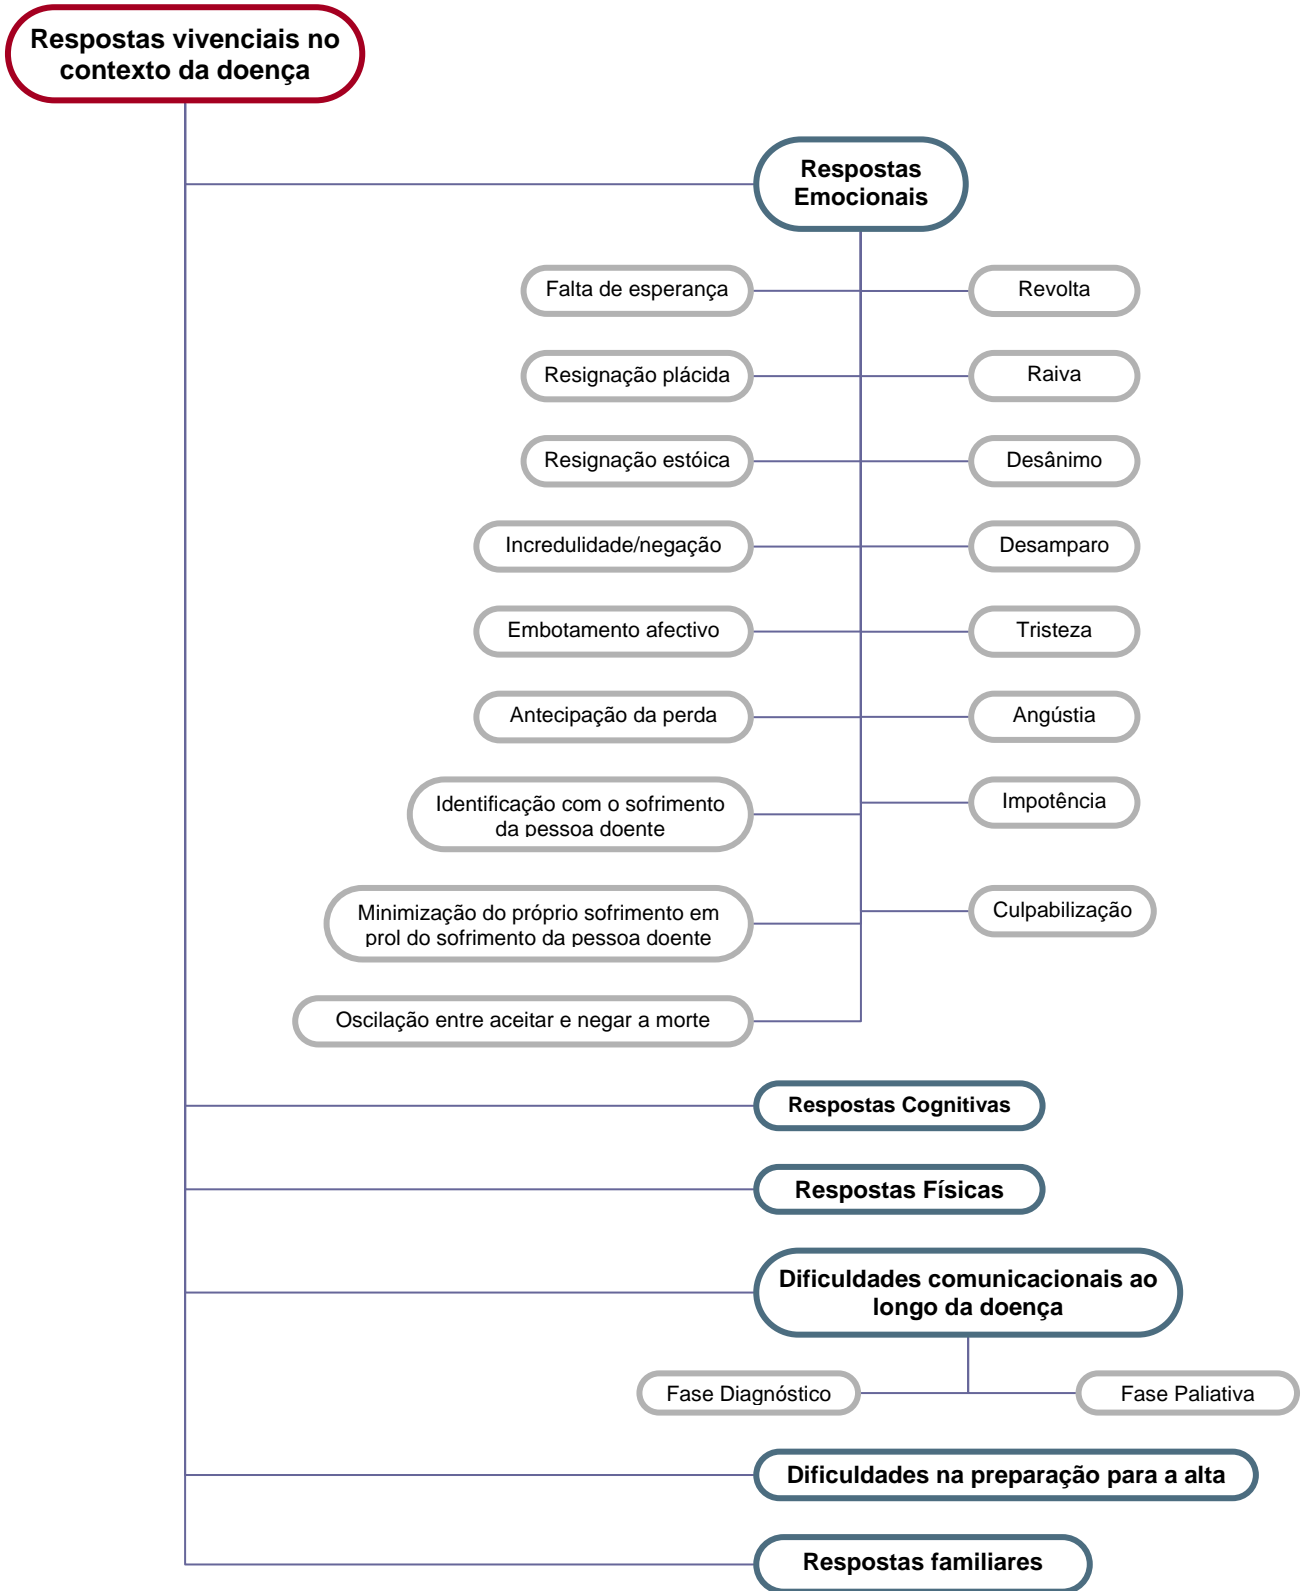 Respostas vivenciais no
contexto da doença
Respostas
Emocionais
Falta de esperança
Revolta
Resignação plácida
Raiva
Resignação estóica
Desânimo
Incredulidade/negação
Desamparo
Embotamento afectivo
Tristeza
Antecipação da perda
Angústia
Identificação com o sofrimento
da pessoa doente
Impotência
Minimização do próprio sofrimento em
prol do sofrimento da pessoa doente
Culpabilização
Oscilação entre aceitar e negar a morte
Respostas Cognitivas
Respostas Físicas
Dificuldades comunicacionais ao
longo da doença
Fase Diagnóstico
Fase Paliativa
Dificuldades na preparação para a alta
Respostas familiares